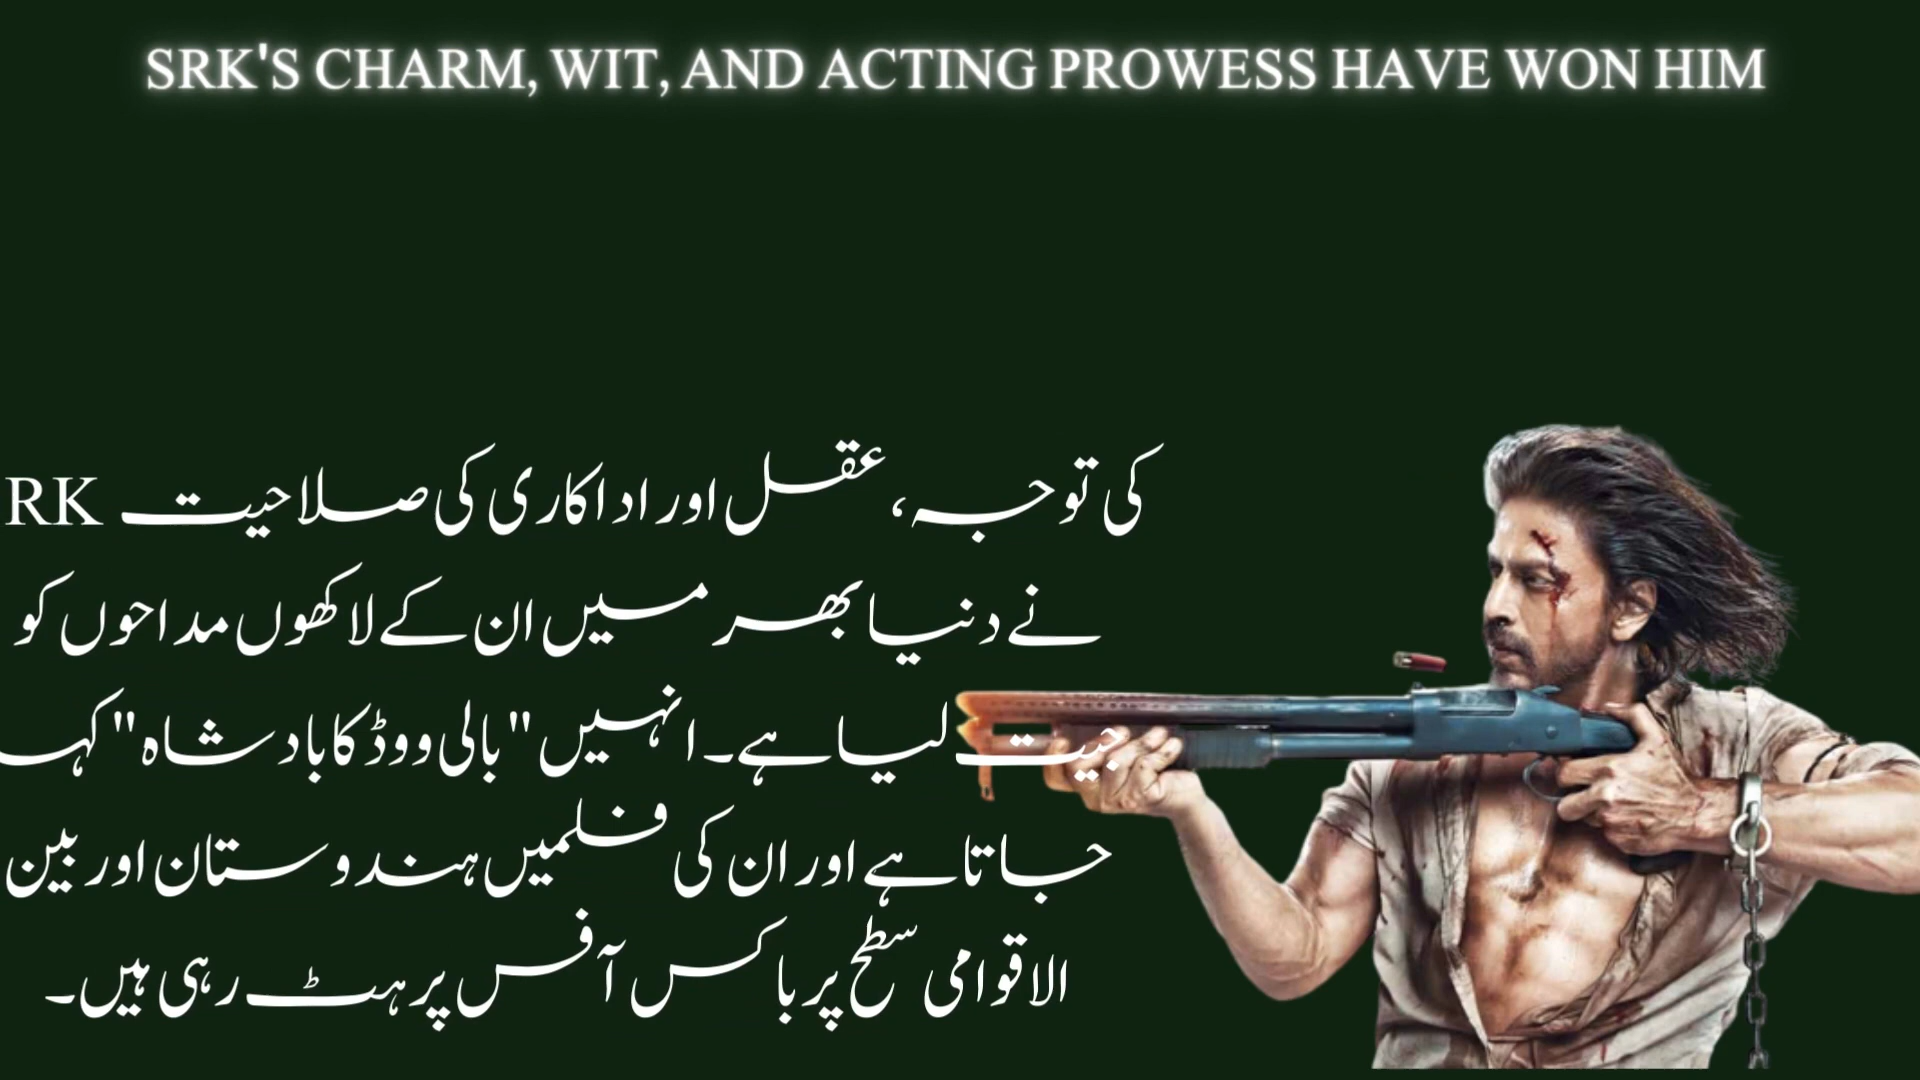 SRK'S CHARM, WIT, AND ACTING PROWESS HAVE WON HIM
کی توجہ، عقل اور اداکاری کی صلاحیت RK
نے دنیا بھر میں ان کے لاکھوں مداحوں کو
جیت لیا ہے۔ انہیں "بالی ووڈ کا بادشاہ" کہہ
جاتا ہے اور ان کی فلمیں ہندوستان اور بین
الاقوامی سطح پر باکس آفس پر ہٹ رہی ہیں۔